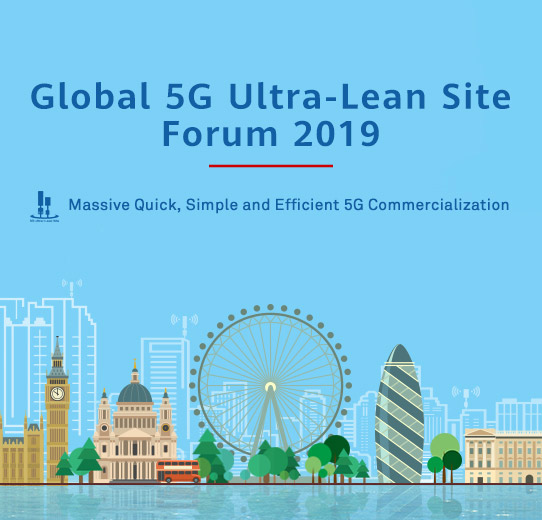 Global 5G Ultra-Lean Site
Forum 2019
Massive Quick, Simple and Efficient 5G Commercialization